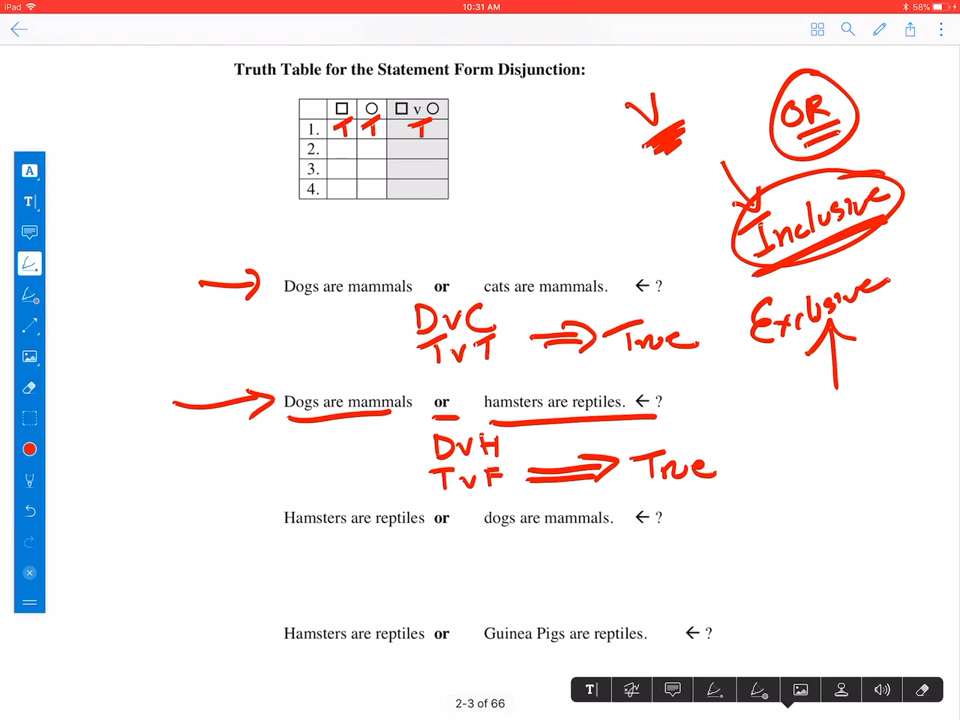 iPad 10:31 AM 58%
Truth Table for the Statement Form Disjunction:
□ ○ □ v ○
1. T T T
2.
3.
4.
V OR
Inclusive
Exclusive
Dogs are mammals or cats are mammals. ← ?
D v C
T v T ⇒ True
Dogs are mammals or hamsters are reptiles. ← ?
D v H
T v F ⇒ True
Hamsters are reptiles or dogs are mammals. ← ?
Hamsters are reptiles or Guinea Pigs are reptiles. ← ?
2-3 of 66
A
T
T